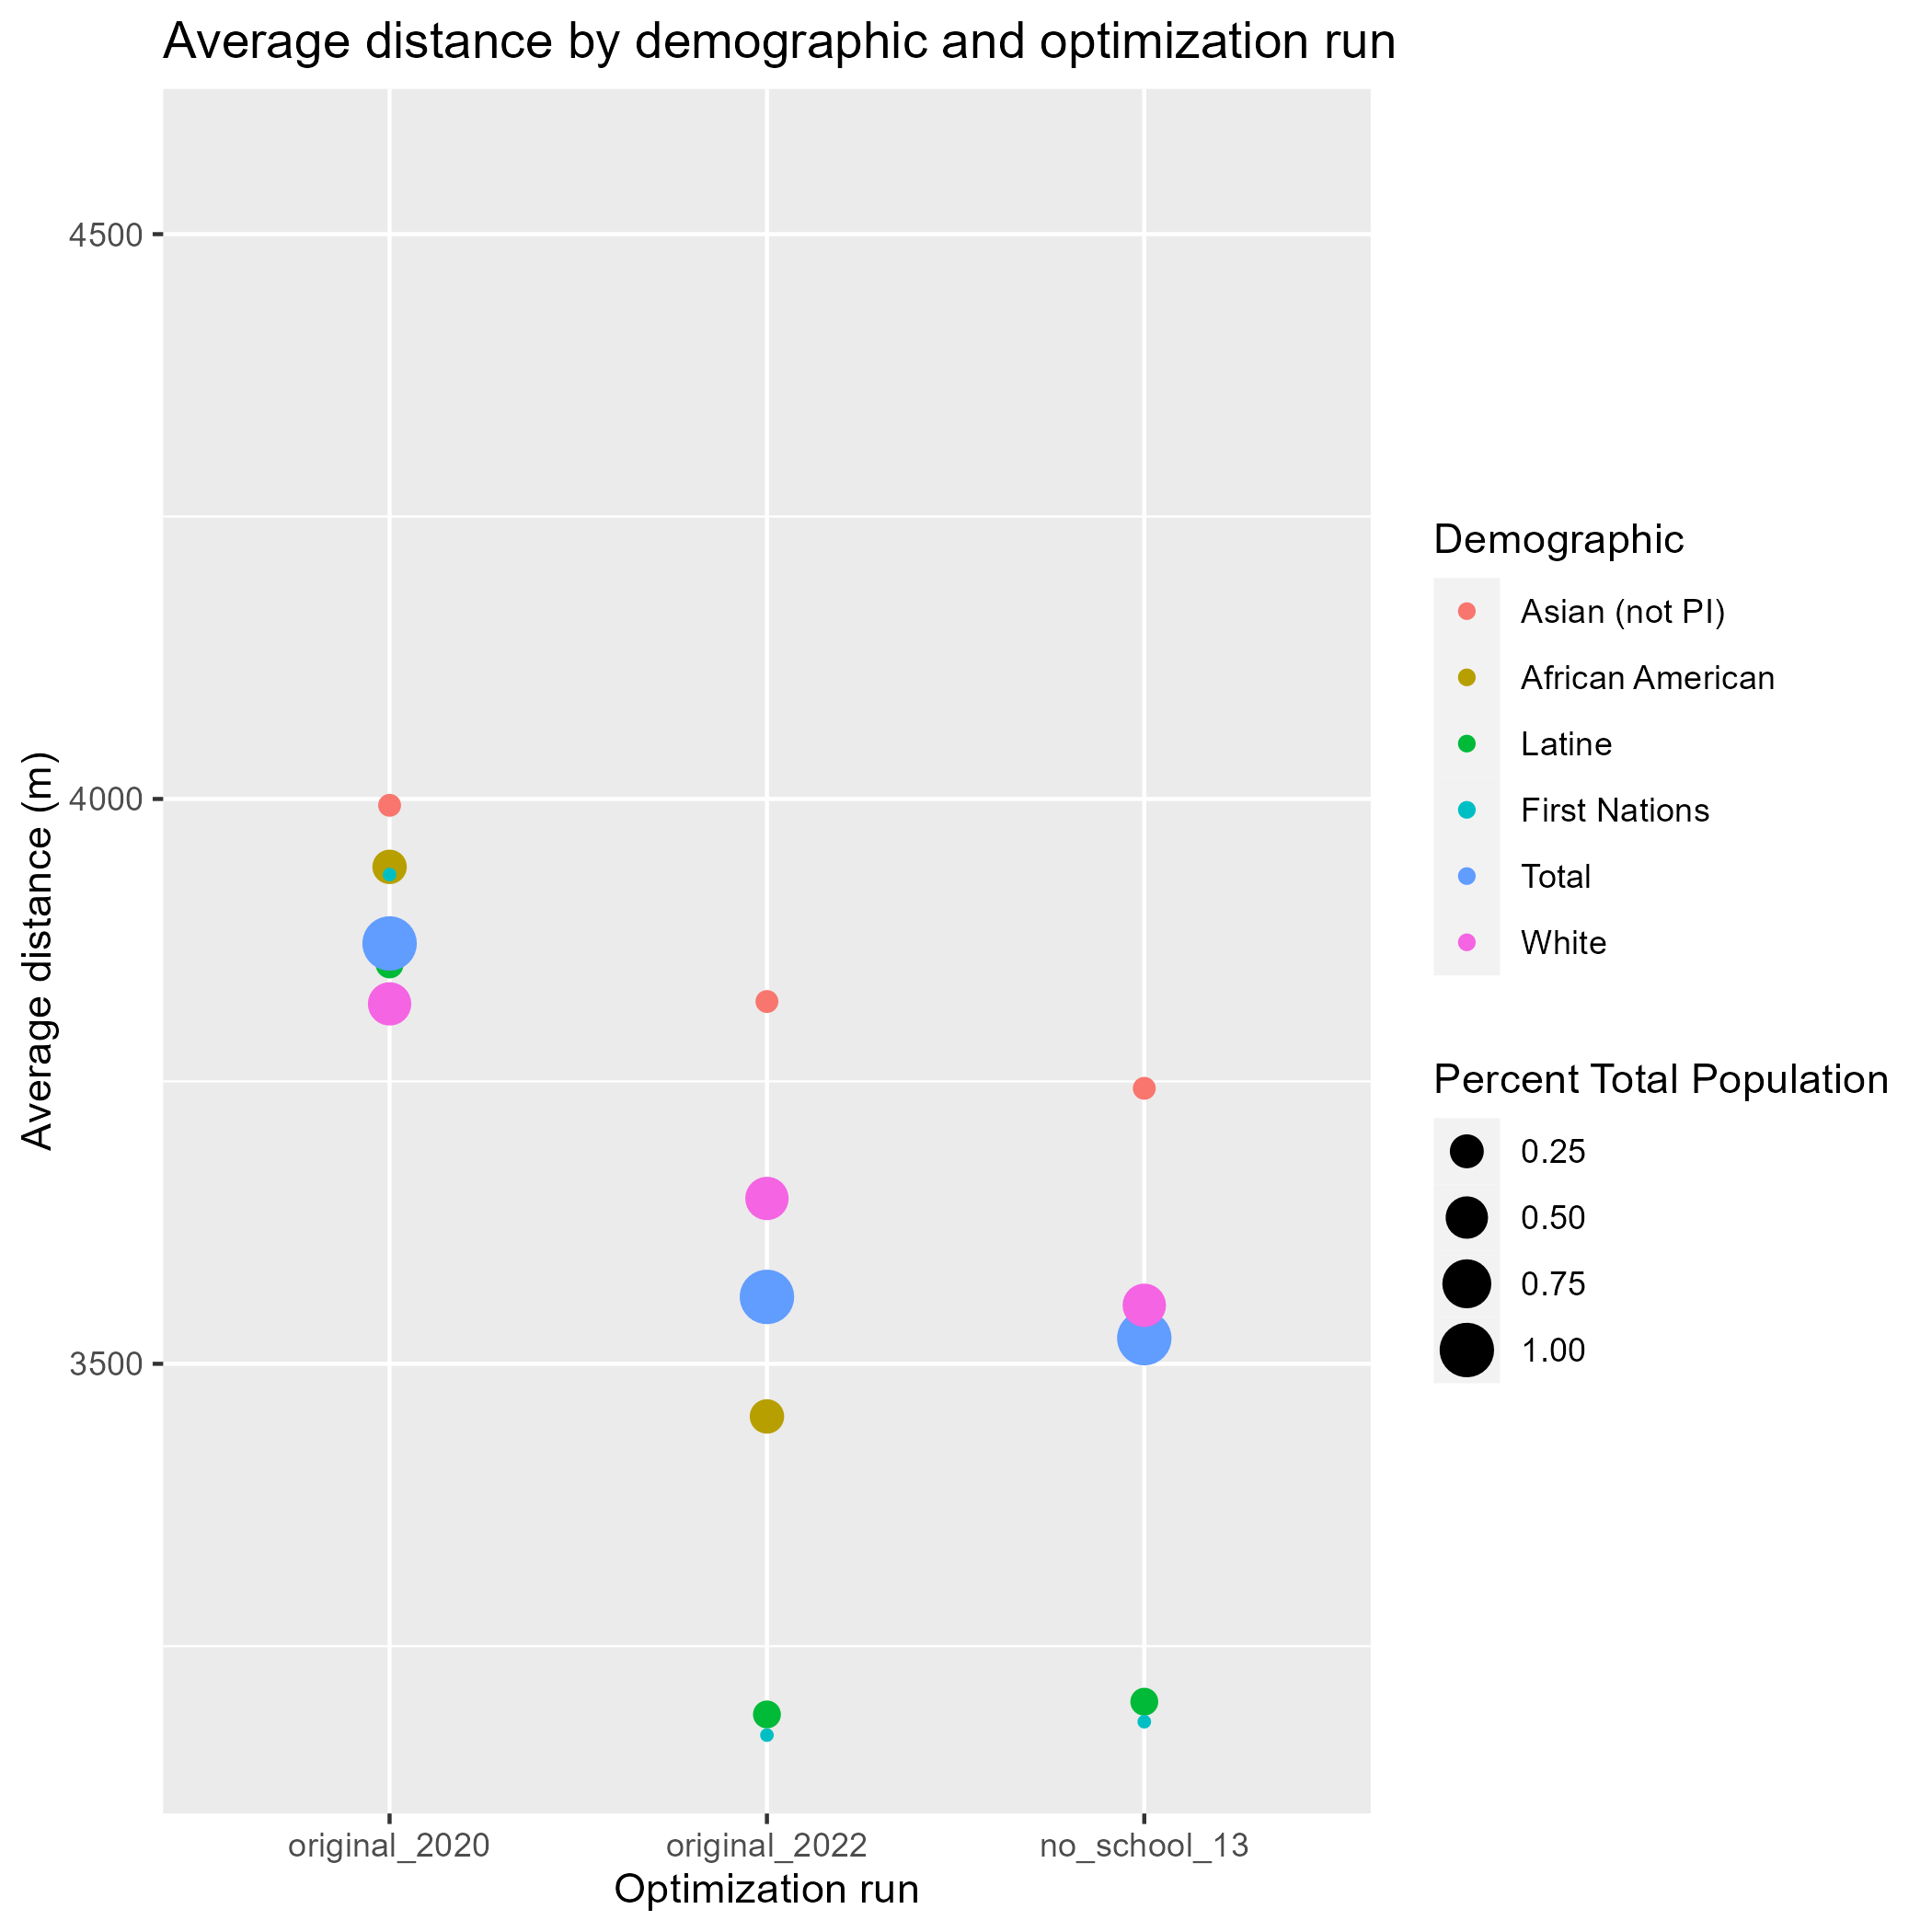 Average distance by demographic and optimization run
4500
4000
3500
Average distance (m)
original_2020
original_2022
no_school_13
Optimization run
Demographic
Asian (not PI)
African American
Latine
First Nations
Total
White
Percent Total Population
0.25
0.50
0.75
1.00